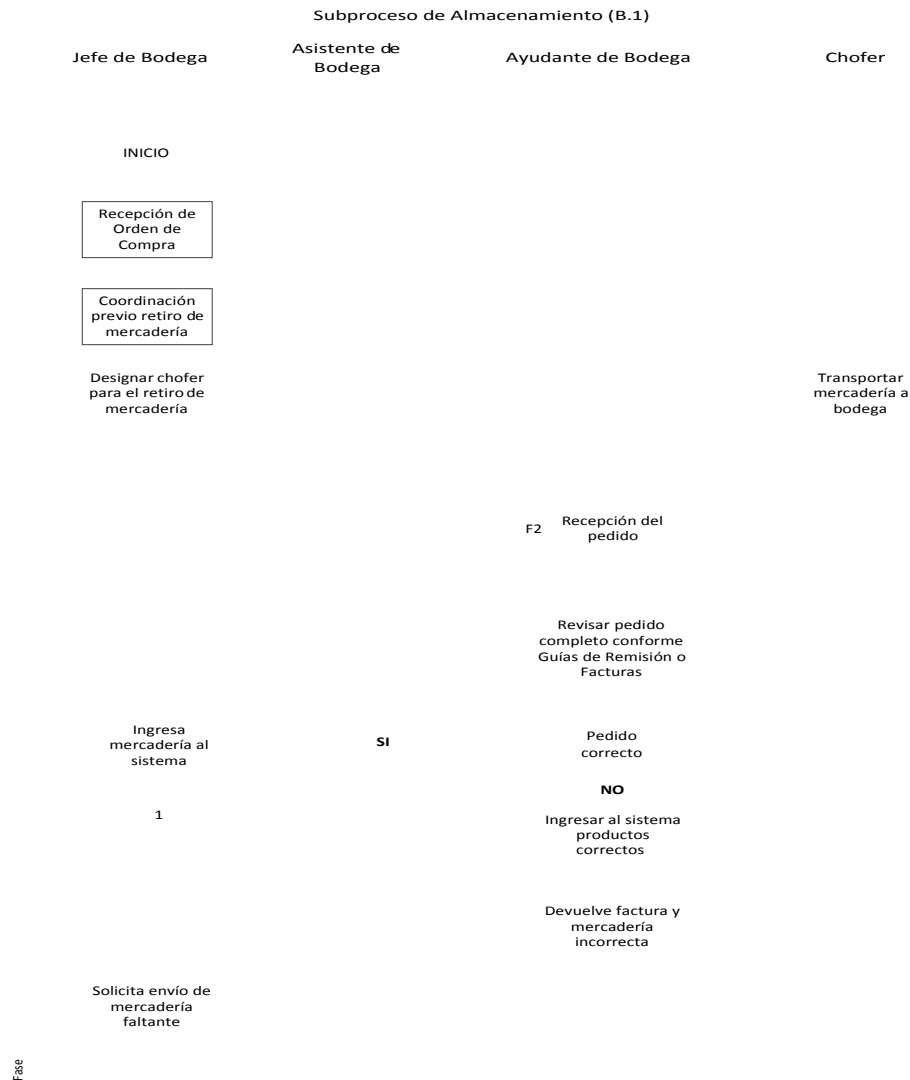 Subproceso de Almacenamiento (B.1)
Jefe de Bodega
Asistente de
Bodega
Ayudante de Bodega
Chofer
INICIO
Recepción de
Orden de
Compra
Coordinación
previo retiro de
mercadería
Designar chofer
para el retiro de
mercadería
Transportar
mercadería a
bodega
F2
Recepción del
pedido
Revisar pedido
completo conforme
Guías de Remisión o
Facturas
Ingresa
mercadería al
sistema
SI
Pedido
correcto
NO
1
Ingresar al sistema
productos
correctos
Devuelve factura y
mercadería
incorrecta
Solicita envío de
mercadería
faltante
Fase